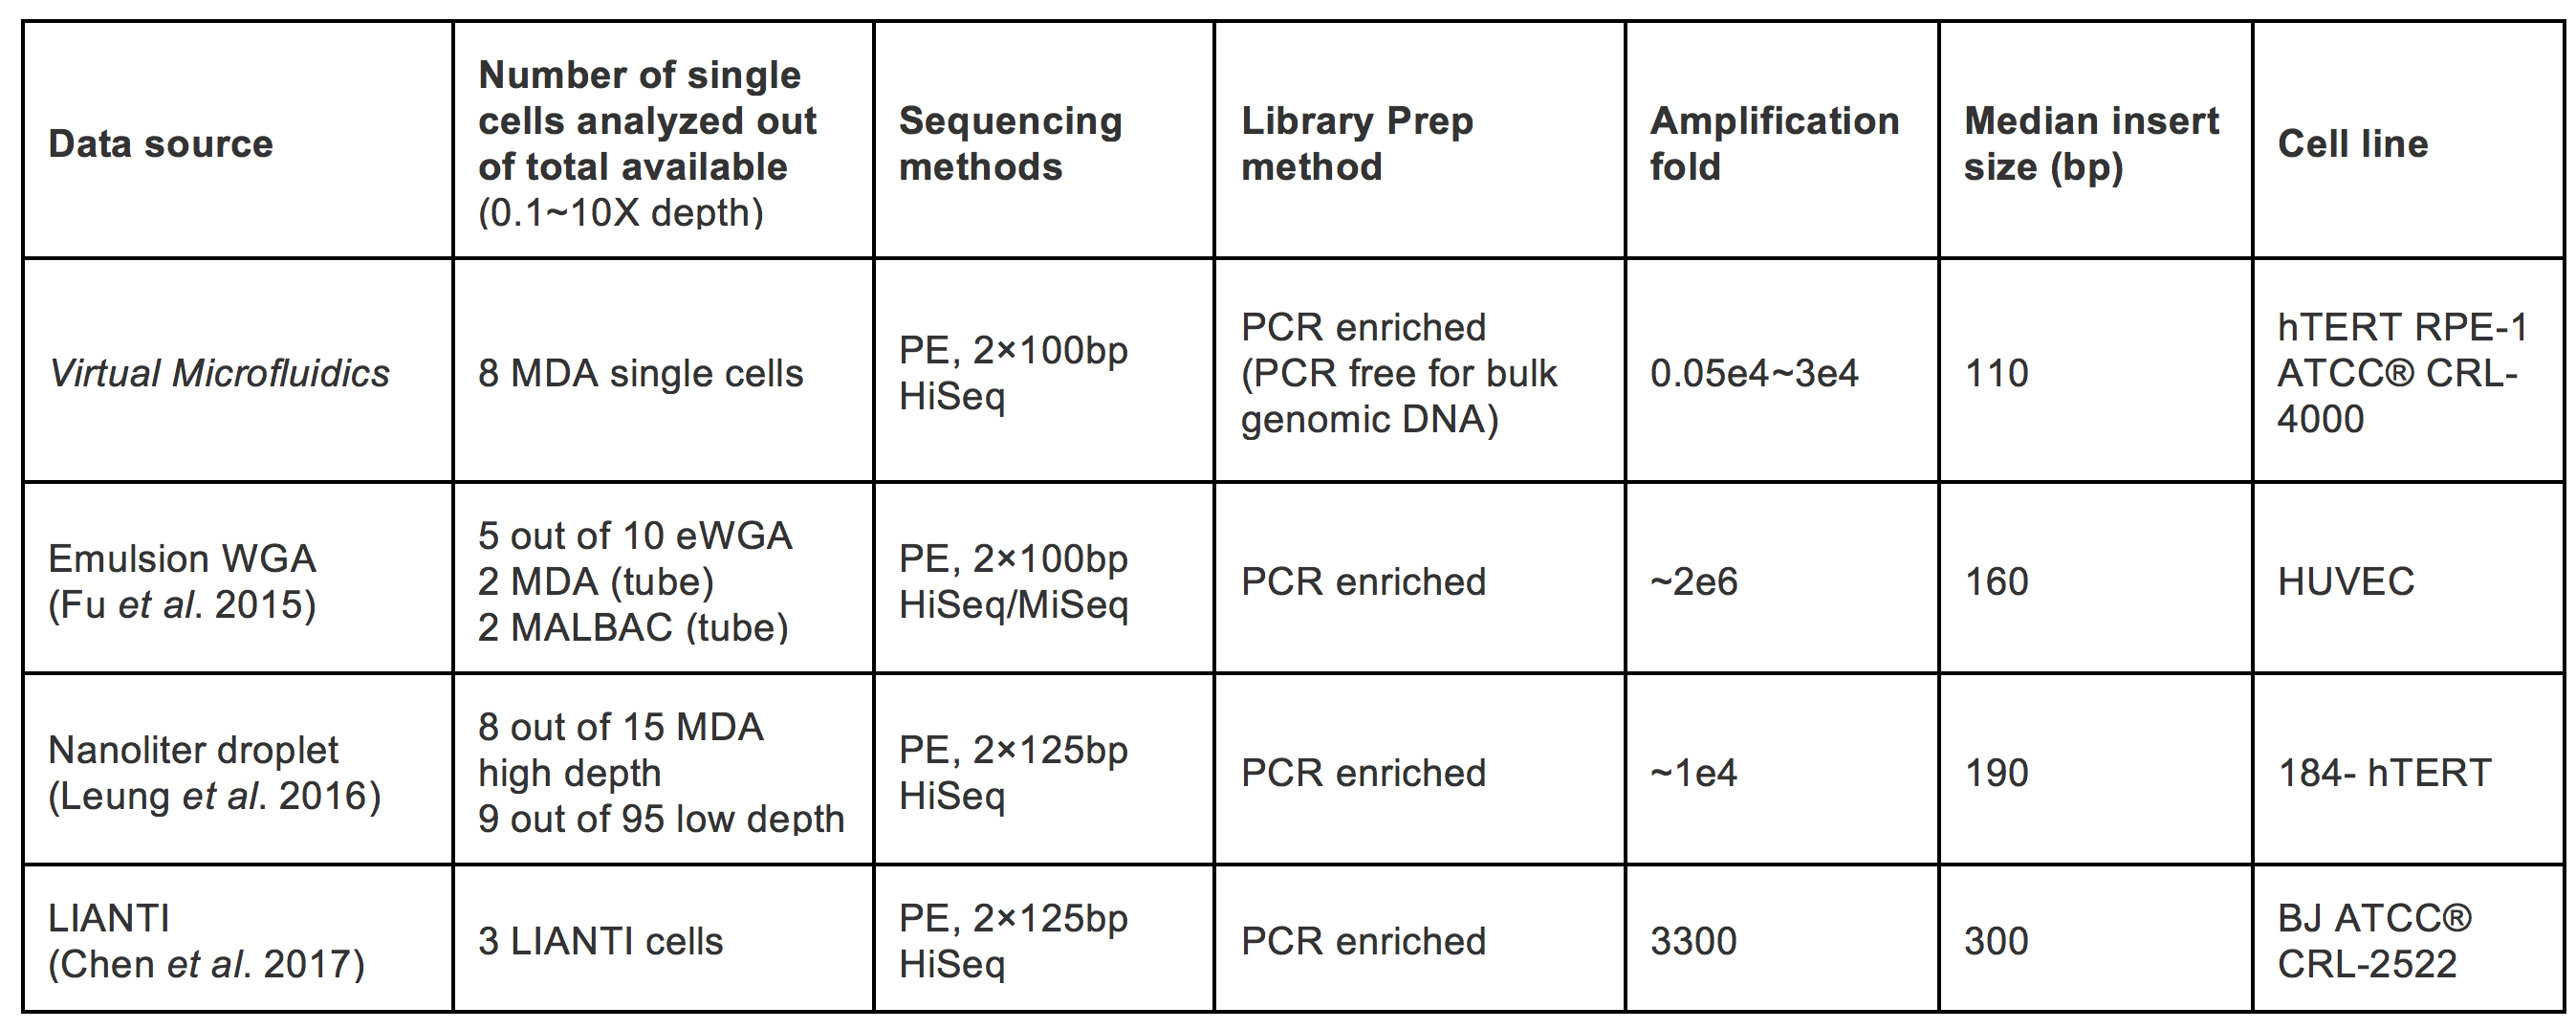 Data source
Number of single
cells analyzed out
of total available
(0.1~10X depth)
Sequencing
methods
Library Prep
method
Amplification
fold
Median insert
size (bp)
Cell line
Virtual Microfluidics
8 MDA single cells
PE, 2×100bp
HiSeq
PCR enriched
(PCR free for bulk
genomic DNA)
0.05e4~3e4
110
hTERT RPE-1
ATCC® CRL-
4000
Emulsion WGA
(Fu et al. 2015)
5 out of 10 eWGA
2 MDA (tube)
2 MALBAC (tube)
PE, 2×100bp
HiSeq/MiSeq
PCR enriched
~2e6
160
HUVEC
Nanoliter droplet
(Leung et al. 2016)
8 out of 15 MDA
high depth
9 out of 95 low depth
PE, 2×125bp
HiSeq
PCR enriched
~1e4
190
184- hTERT
LIANTI
(Chen et al. 2017)
3 LIANTI cells
PE, 2×125bp
HiSeq
PCR enriched
3300
300
BJ ATCC®
CRL-2522